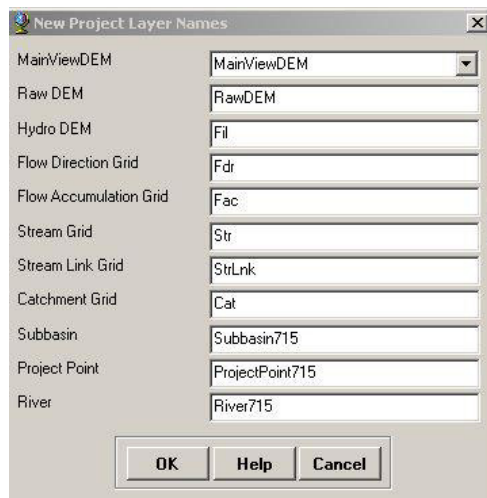 New Project Layer Names
MainViewDEM MainViewDEM
Raw DEM RawDEM
Hydro DEM Fil
Flow Direction Grid Fdr
Flow Accumulation Grid Fac
Stream Grid Str
Stream Link Grid StrLnk
Catchment Grid Cat
Subbasin Subbasin715
Project Point ProjectPoint715
River River715
OK Help Cancel